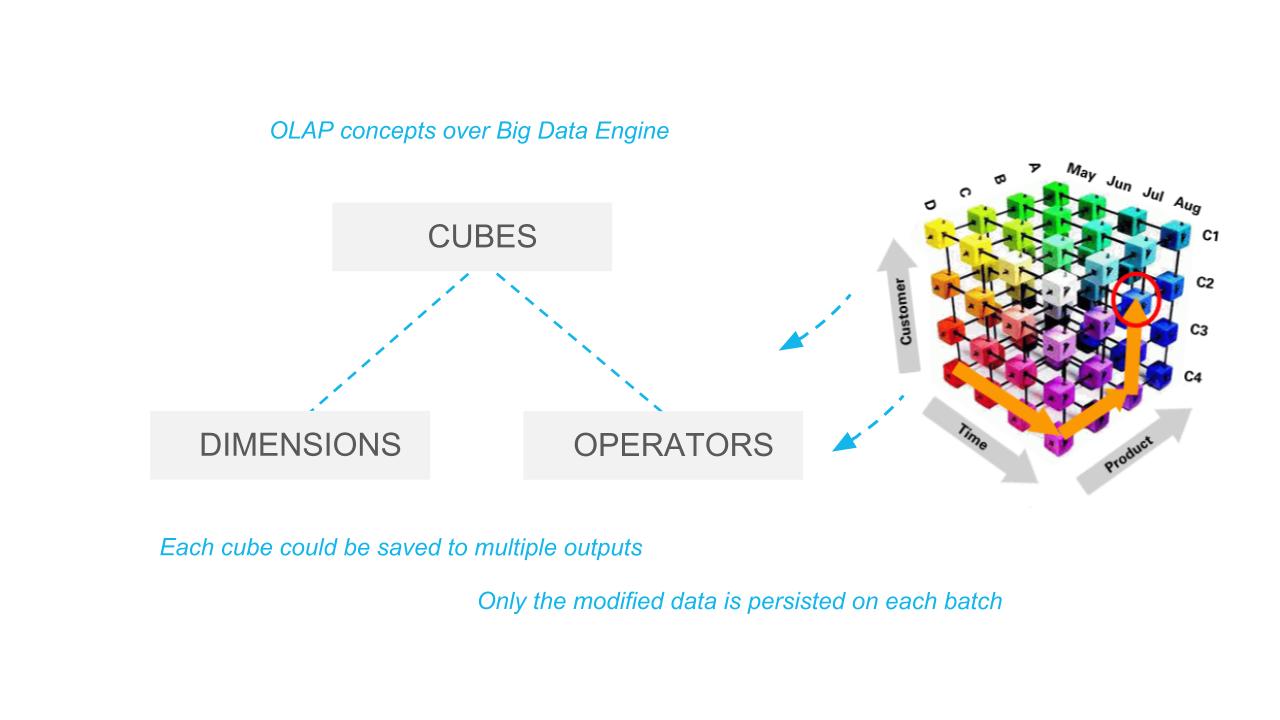 OLAP concepts over Big Data Engine
CUBES
DIMENSIONS
OPERATORS
Each cube could be saved to multiple outputs
Only the modified data is persisted on each batch
D C B A May Jun Jul Aug
C1
C2
C3
C4
Customer
Time
Product